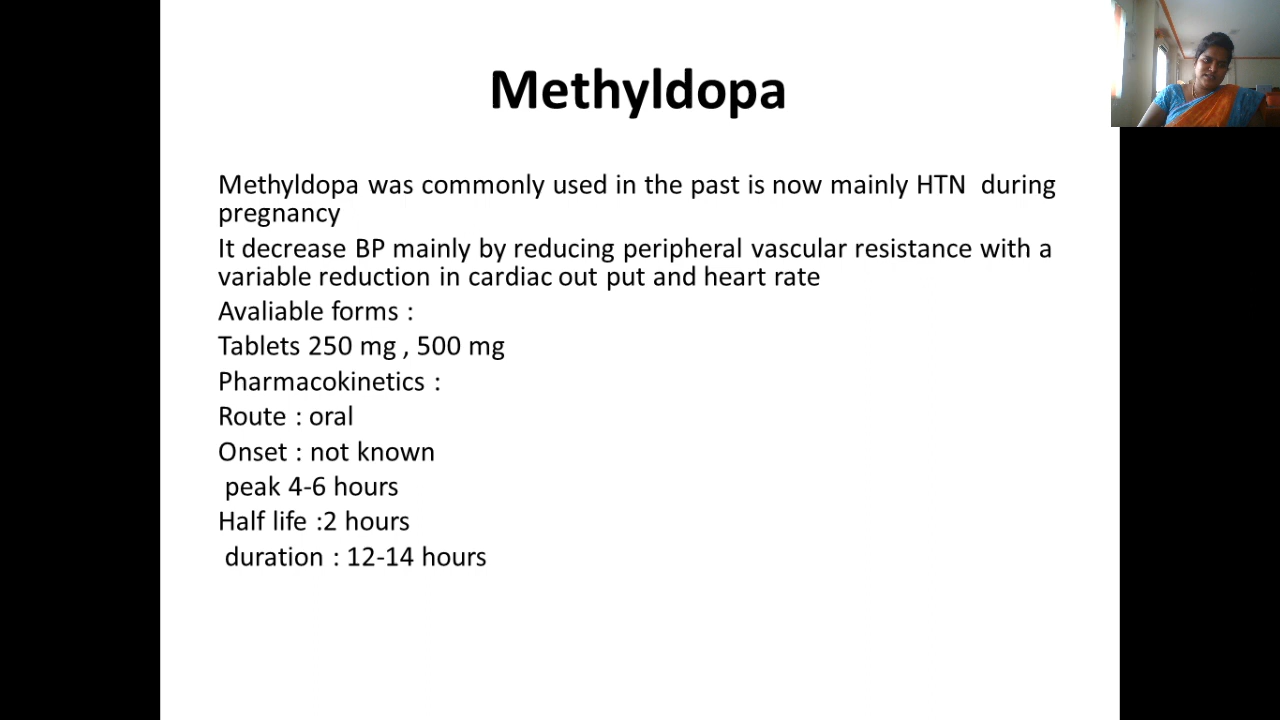 Methyldopa
Methyldopa was commonly used in the past is now mainly HTN  during
pregnancy
It decrease BP mainly by reducing peripheral vascular resistance with a
variable reduction in cardiac out put and heart rate
Avaliable forms :
Tablets 250 mg , 500 mg
Pharmacokinetics :
Route : oral
Onset : not known
peak 4-6 hours
Half life :2 hours
duration : 12-14 hours